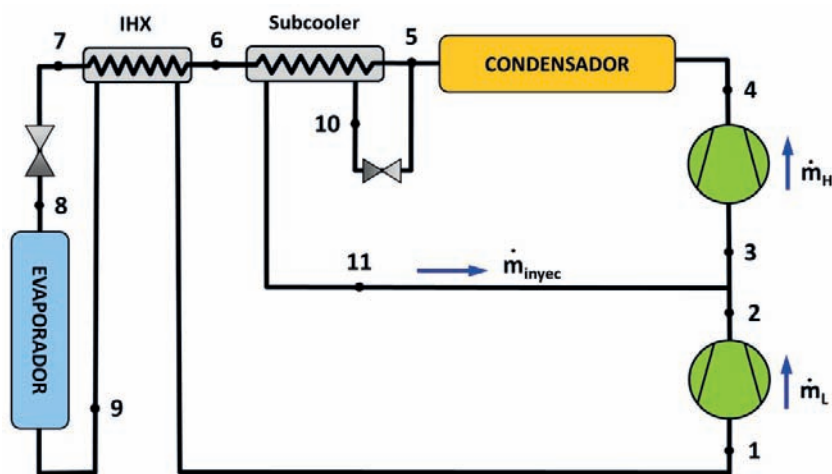 7
IHX
6
Subcooler
5
CONDENSADOR
4
10
ṁH
8
3
11
ṁinyec
EVAPORADOR
2
9
ṁL
1